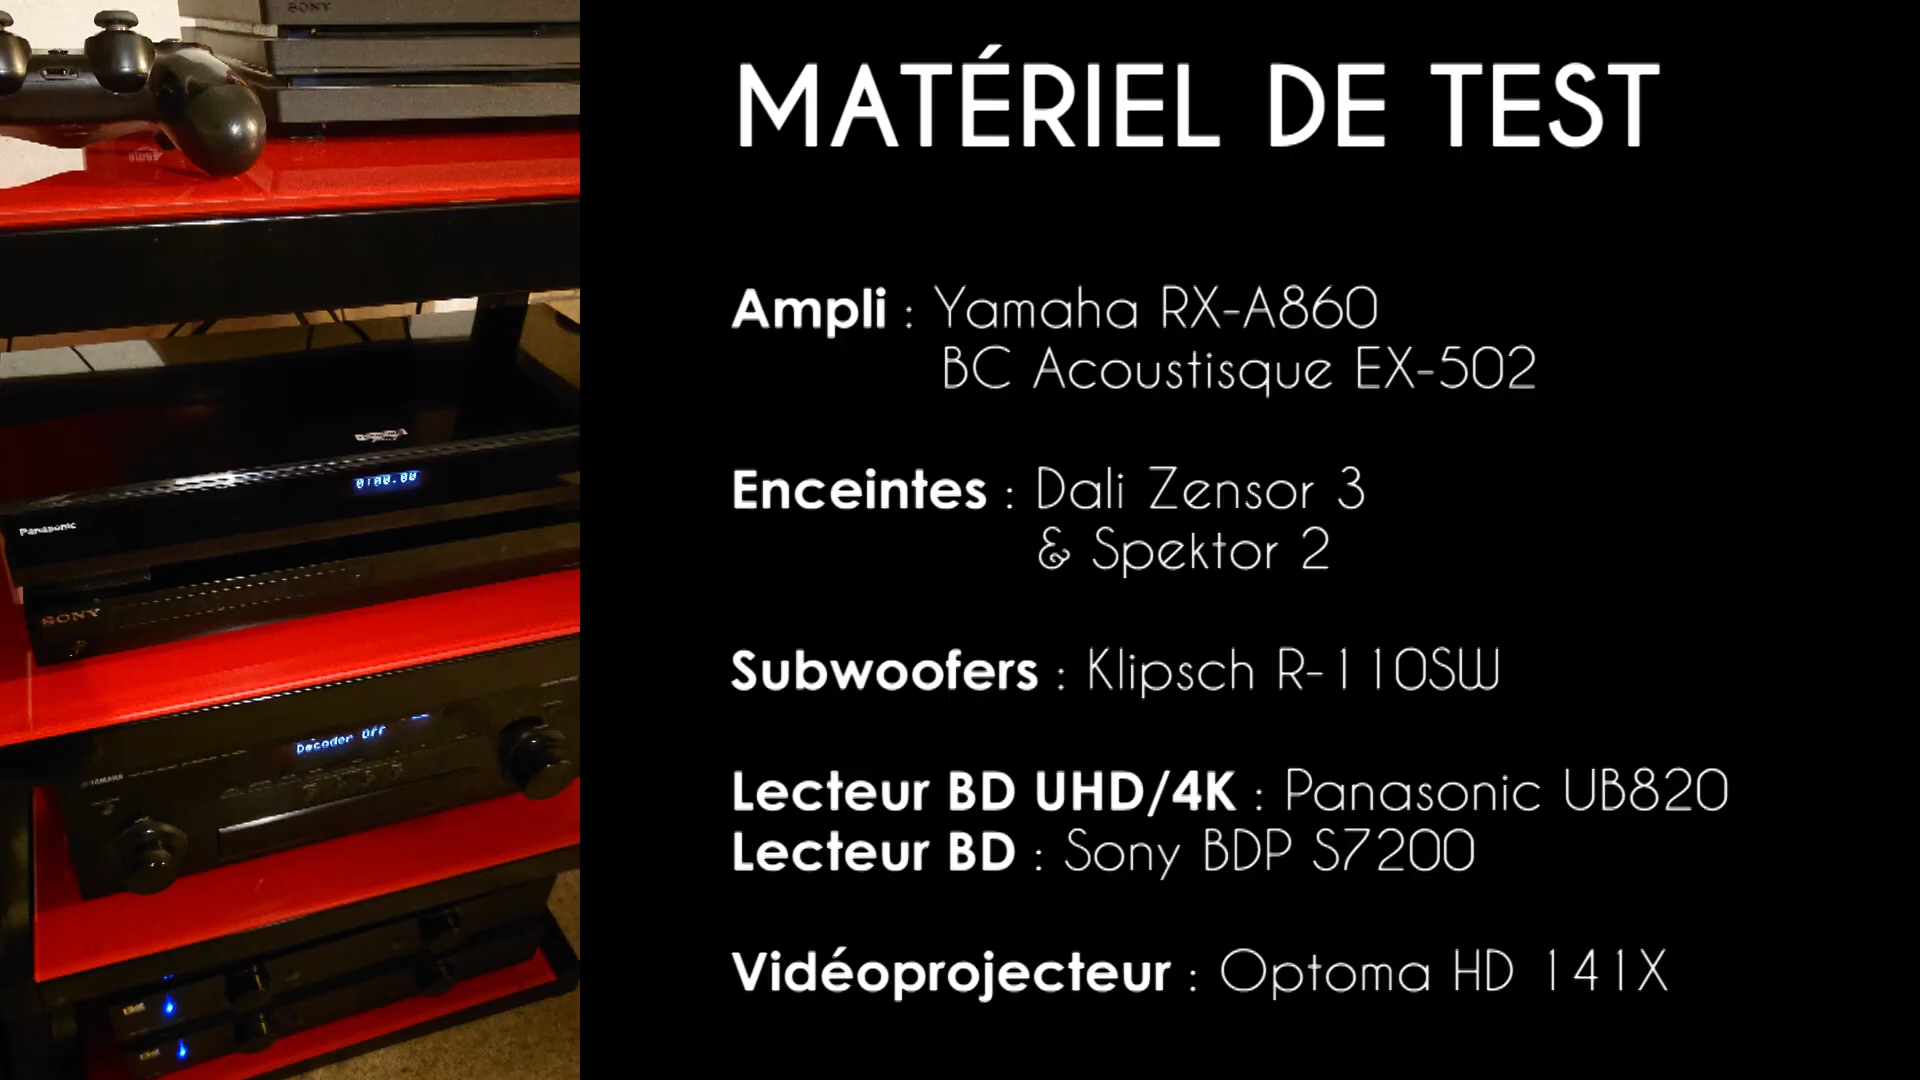 SONY
MATÉRIEL DE TEST
Ampli : Yamaha RX-A860
BC Acoustisque EX-502
Enceintes : Dali Zensor 3
& Spektor 2
Panasonic
SONY
Subwoofers : Klipsch R-110SW
Decoder Off
YAMAHA
Lecteur BD UHD/4K : Panasonic UB820
Lecteur BD : Sony BDP S7200
Vidéoprojecteur : Optoma HD 141X